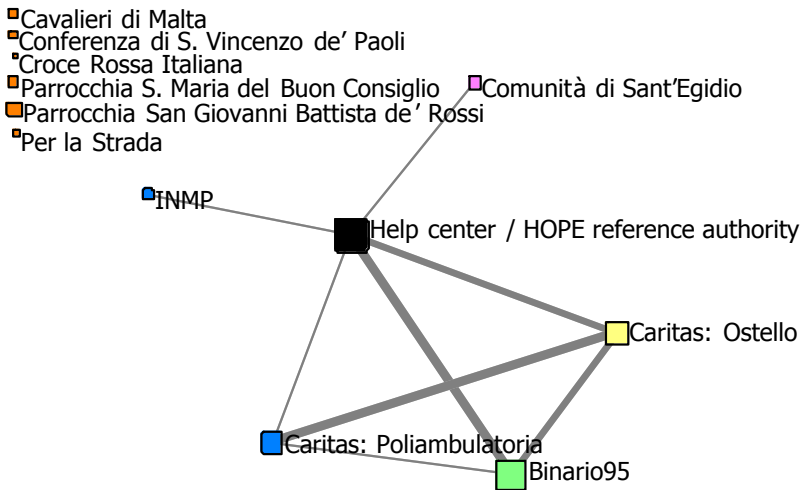 Cavalieri di Malta
Conferenza di S. Vincenzo de’ Paoli
Croce Rossa Italiana
Parrocchia S. Maria del Buon Consiglio
Comunità di Sant’Egidio
Parrocchia San Giovanni Battista de’ Rossi
Per la Strada
INMP
Help center / HOPE reference authority
Caritas: Ostello
Caritas: Poliambulatoria
Binario95